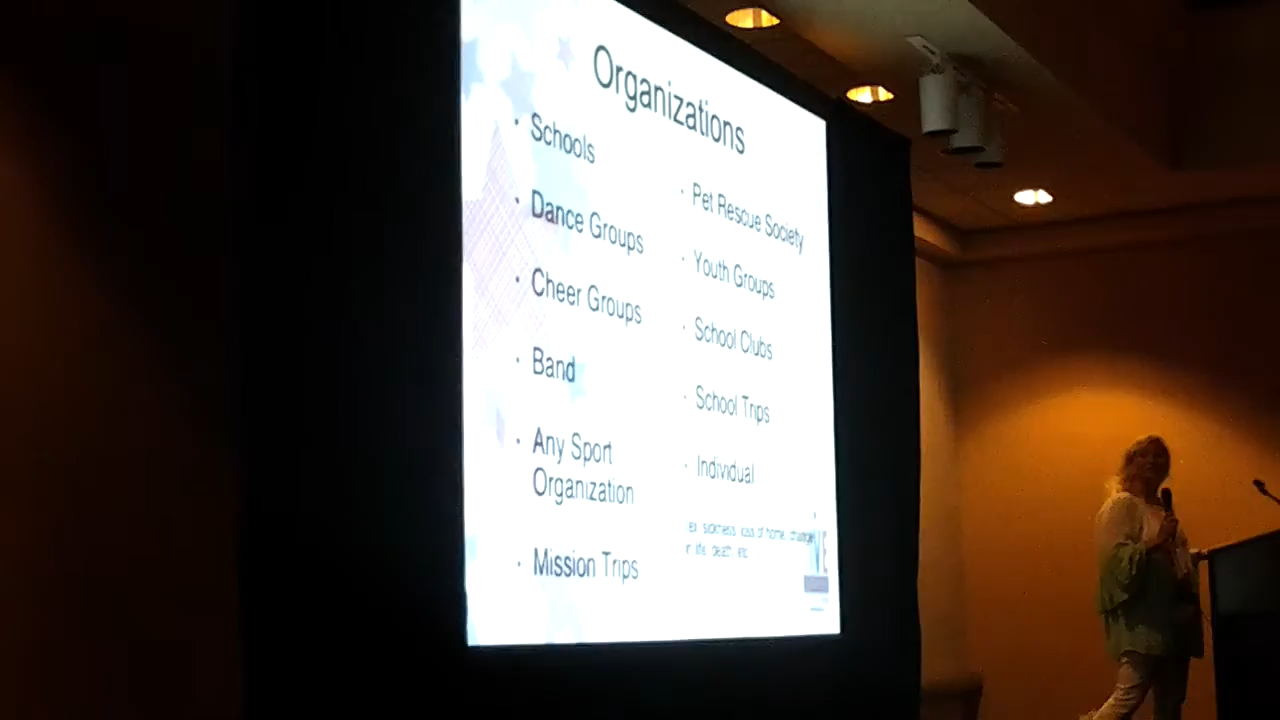 Organizations
Schools
Dance Groups
Cheer Groups
Band
Any Sport
Organization
Mission Trips
Pet Rescue Society
Youth Groups
School Clubs
School Trips
Individual
ex. sickness, loss of home, change
in life, death, etc